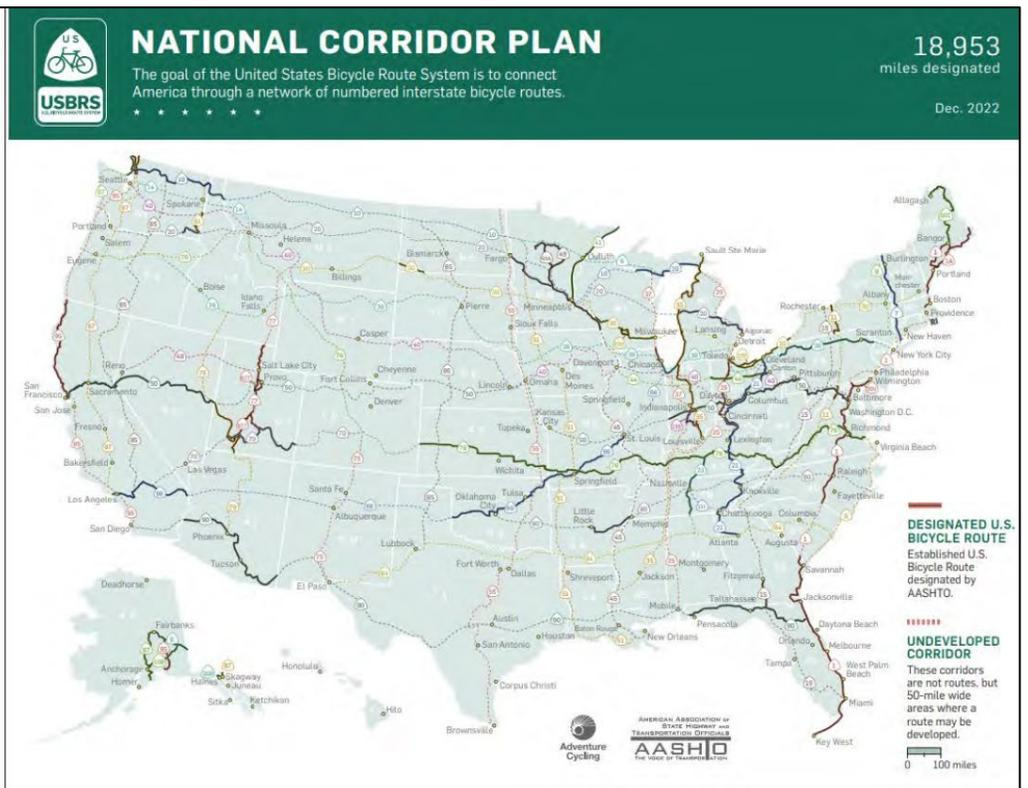 US
USBRS
U.S. BICYCLE ROUTE SYSTEM
NATIONAL CORRIDOR PLAN
The goal of the United States Bicycle Route System is to connect
America through a network of numbered interstate bicycle routes.
18,953
miles designated
Dec. 2022
Seattle
Spokane
Portland
Salem
Eugene
Missoula
Helena
Billings
Boise
Idaho
Falls
Bismarck
Fargo
Duluth
Sault Ste Marie
Allagash
Bangor
Burlington
Portland
Man-
chester
Boston
Providence
Albany
Rochester
New Haven
Scranton
New York City
Pierre
Minneapolis
Sioux Falls
Milwaukee
Lansing
Algonac
Detroit
Casper
Cheyenne
Fort Collins
Denver
Salt Lake City
Provo
Reno
Sacramento
San
Francisco
San Jose
Fresno
Bakersfield
Los Angeles
San Diego
Las Vegas
Lincoln
Omaha
Des
Moines
Davenport
Chicago
Toledo
Cleveland
Canton
Pittsburgh
Philadelphia
Wilmington
Baltimore
Washington D.C.
Richmond
Virginia Beach
Springfield
Indianapolis
Dayton
Columbus
Cincinnati
Kansas
City
Topeka
St. Louis
Louisville
Lexington
Wichita
Springfield
Nashville
Knoxville
Raleigh
Fayetteville
Santa Fe
Albuquerque
Oklahoma
City
Tulsa
Little
Rock
Memphis
Chattanooga
Columbia
Atlanta
Augusta
Phoenix
Tucson
El Paso
Lubbock
Fort Worth
Dallas
Shreveport
Jackson
Montgomery
Fitzgerald
Savannah
Jacksonville
Tallahassee
Mobile
Pensacola
Austin
San Antonio
Houston
Baton Rouge
New Orleans
Daytona Beach
Orlando
Melbourne
Tampa
West Palm
Beach
Miami
Key West
Corpus Christi
Brownsville
Deadhorse
Fairbanks
Anchorage
Homer
Haines
Skagway
Juneau
Sitka
Ketchikan
Honolulu
Hilo
DESIGNATED U.S.
BICYCLE ROUTE
Established U.S.
Bicycle Route
designated by
AASHTO.
UNDEVELOPED
CORRIDOR
These corridors
are not routes, but
50-mile wide
areas where a
route may be
developed.
0 100 miles
Adventure
Cycling
AMERICAN ASSOCIATION OF
STATE HIGHWAY AND
TRANSPORTATION OFFICIALS
AASHTO
THE VOICE OF TRANSPORTATION